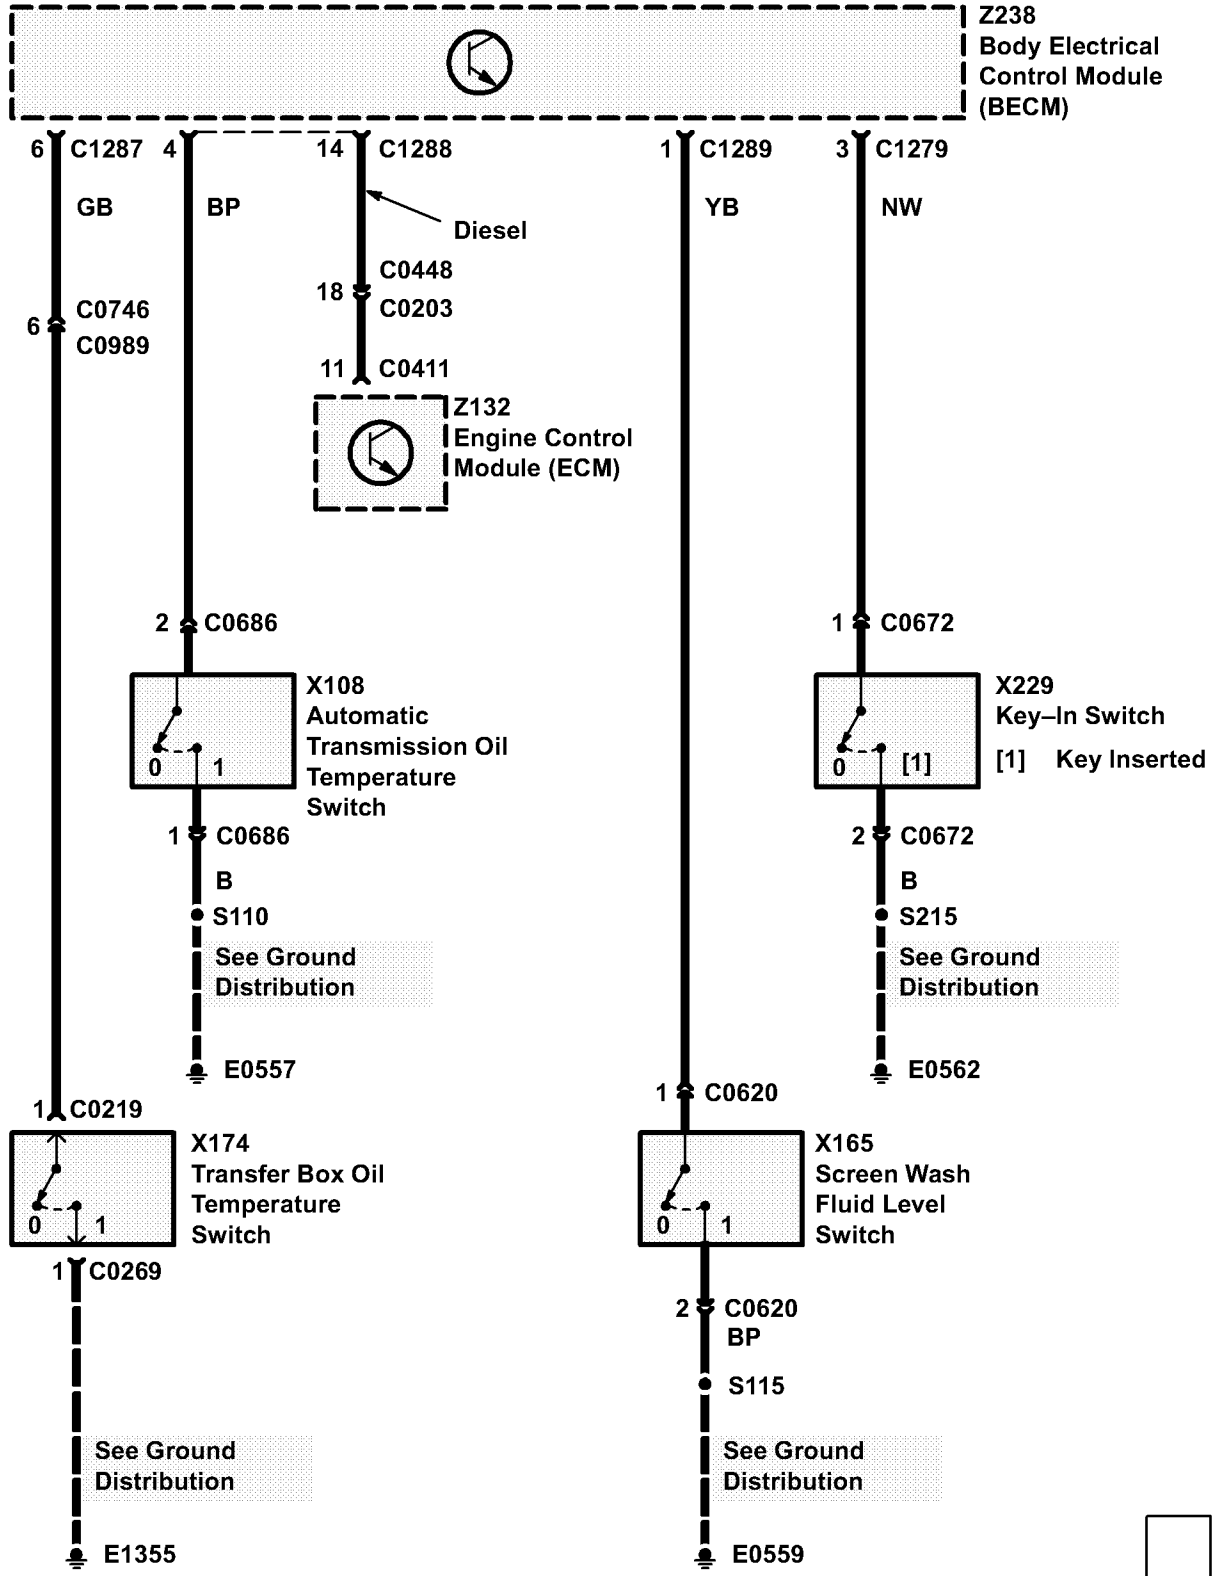 Z238
Body Electrical
Control Module
(BECM)
6 C1287 4 14 C1288 1 C1289 3 C1279
GB BP YB NW
Diesel
C0448
18
C0203
C0746
6
C0989
11 C0411
Z132
Engine Control
Module (ECM)
2 C0686
1 C0672
X108
Automatic
Transmission Oil
Temperature
Switch
0 1
X229
Key–In Switch
[1] Key Inserted
0 [1]
1 C0686
B
S110
See Ground
Distribution
E0557
2 C0672
B
S215
See Ground
Distribution
E0562
1 C0219
X174
Transfer Box Oil
Temperature
Switch
0 1
1 C0269
See Ground
Distribution
E1355
1 C0620
X165
Screen Wash
Fluid Level
Switch
0 1
2 C0620
BP
S115
See Ground
Distribution
E0559